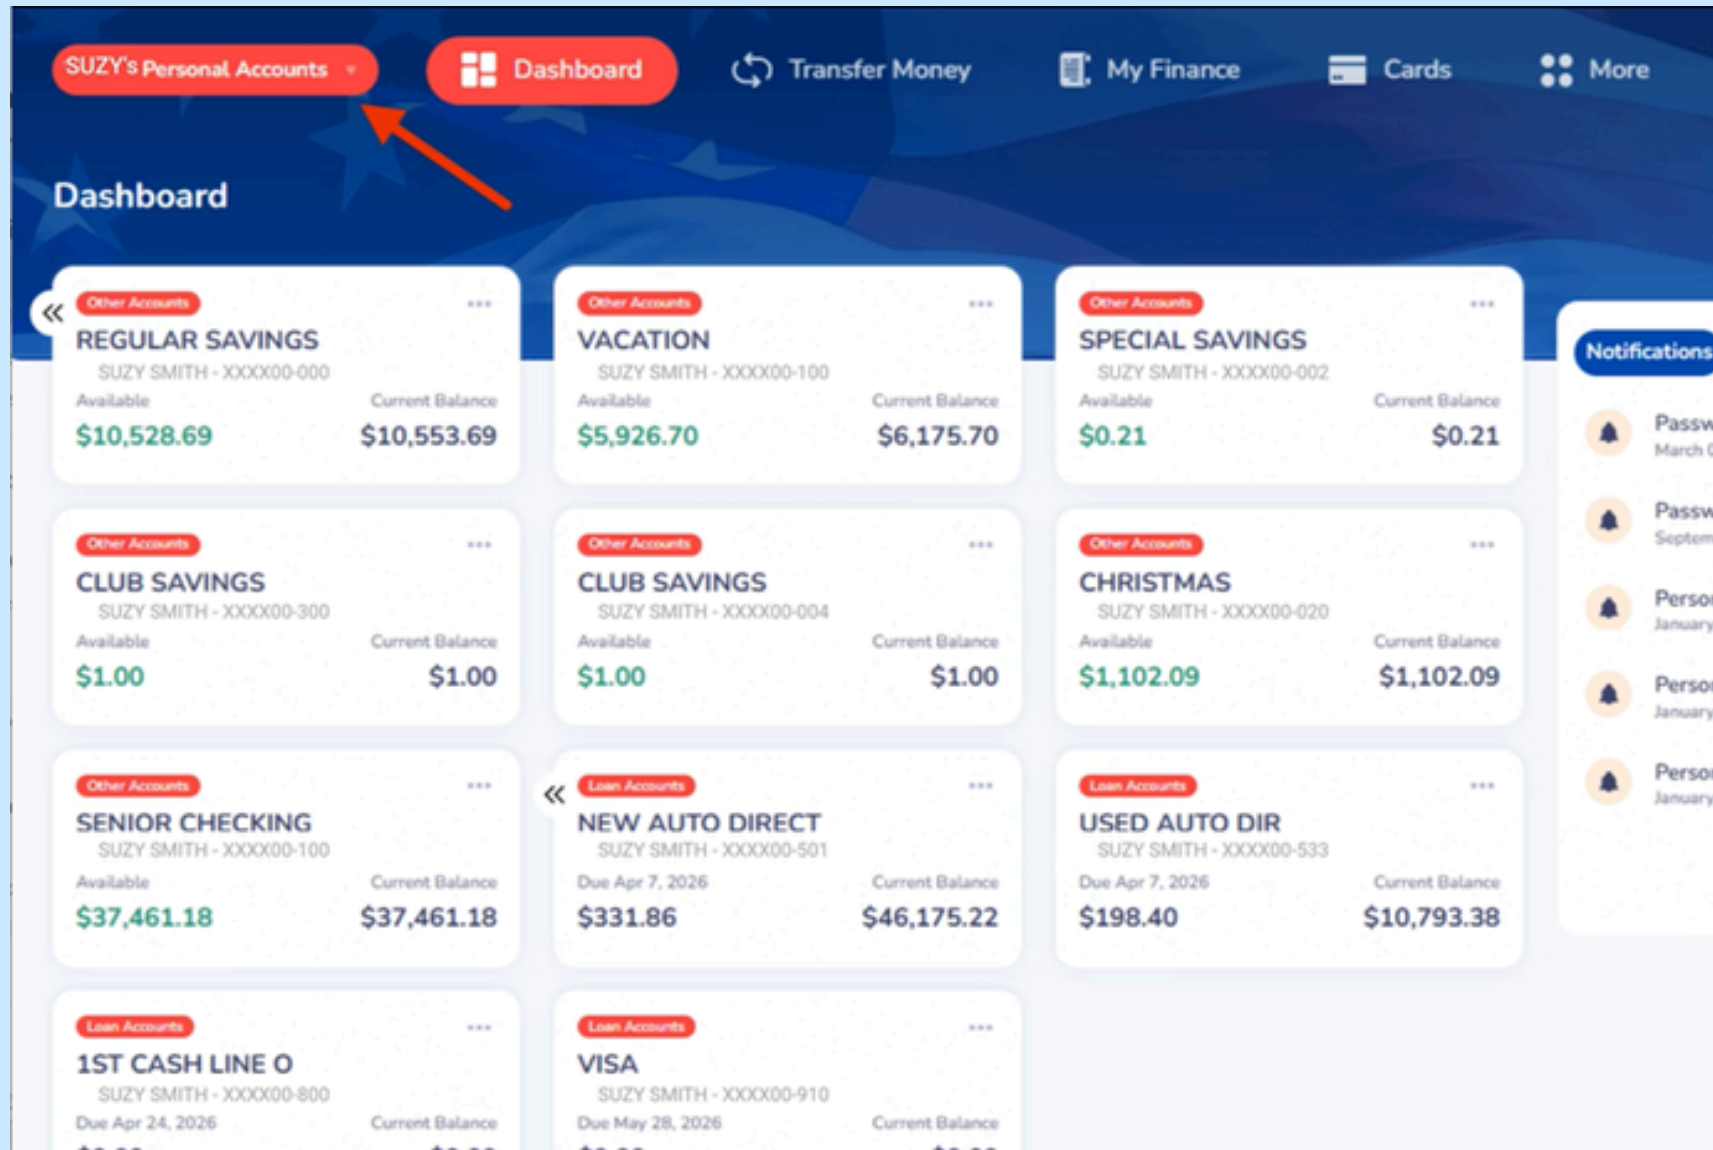 SUZY's Personal Accounts
Dashboard
Transfer Money
My Finance
Cards
More
Dashboard
Other Accounts
REGULAR SAVINGS
SUZY SMITH - XXXX00-000
Available Current Balance
$10,528.69 $10,553.69
Other Accounts
VACATION
SUZY SMITH - XXXX00-100
Available Current Balance
$5,926.70 $6,175.70
Other Accounts
SPECIAL SAVINGS
SUZY SMITH - XXXX00-002
Available Current Balance
$0.21 $0.21
Other Accounts
CLUB SAVINGS
SUZY SMITH - XXXX00-300
Available Current Balance
$1.00 $1.00
Other Accounts
CLUB SAVINGS
SUZY SMITH - XXXX00-004
Available Current Balance
$1.00 $1.00
Other Accounts
CHRISTMAS
SUZY SMITH - XXXX00-020
Available Current Balance
$1,102.09 $1,102.09
Other Accounts
SENIOR CHECKING
SUZY SMITH - XXXX00-100
Available Current Balance
$37,461.18 $37,461.18
Loan Accounts
NEW AUTO DIRECT
SUZY SMITH - XXXX00-501
Due Apr 7, 2026 Current Balance
$331.86 $46,175.22
Loan Accounts
USED AUTO DIR
SUZY SMITH - XXXX00-533
Due Apr 7, 2026 Current Balance
$198.40 $10,793.38
Loan Accounts
1ST CASH LINE O
SUZY SMITH - XXXX00-800
Due Apr 24, 2026 Current Balance
Loan Accounts
VISA
SUZY SMITH - XXXX00-910
Due May 28, 2026 Current Balance
Notifications
Passw
March
Passw
Septem
Person
January
Person
January
Person
January